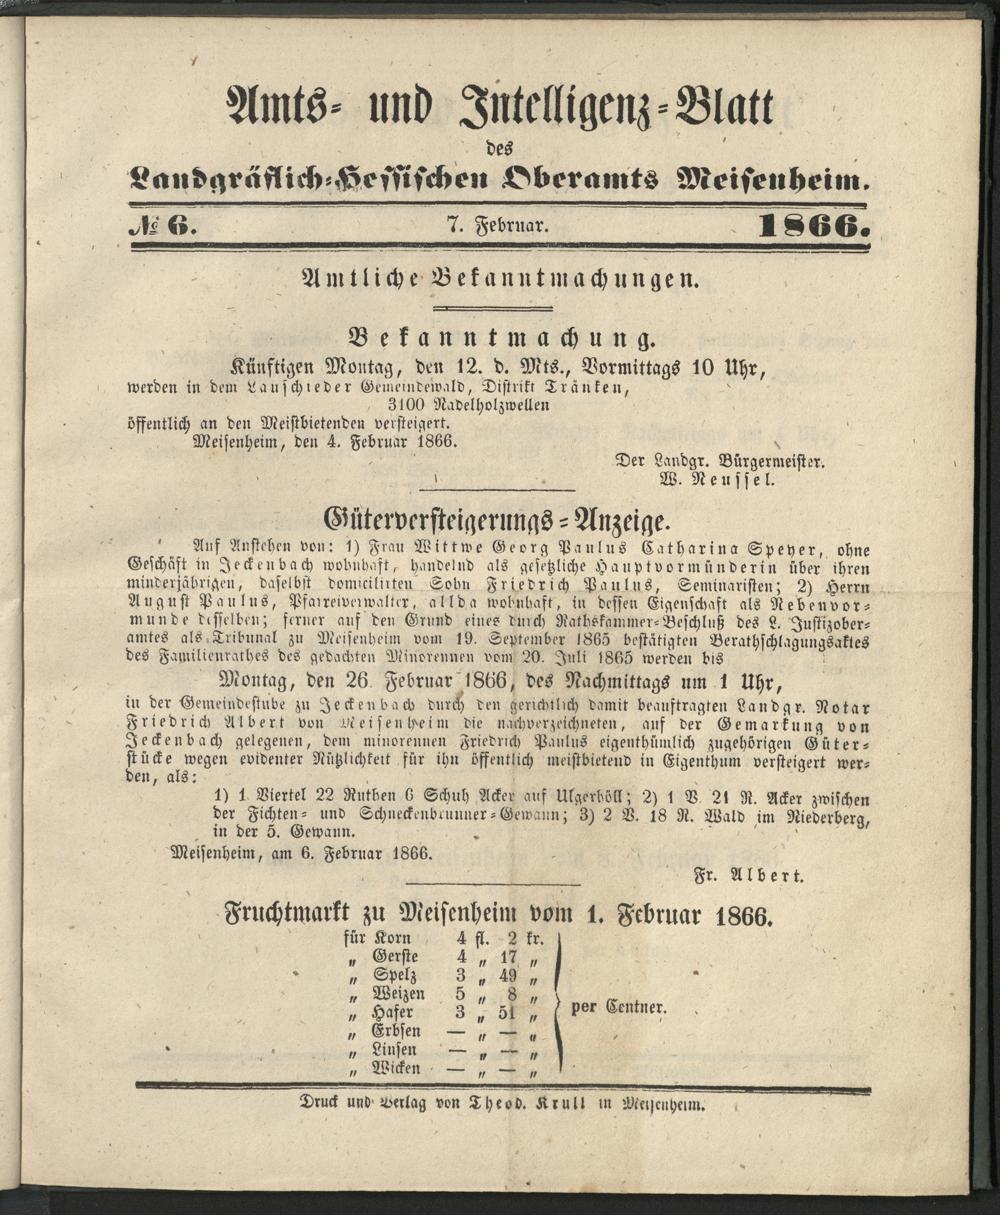 Amts- und Intelligenz-Blatt
des
Landgräflich-Hessischen Oberamts Meisenheim.
№ 6. 7. Februar. 1866.
Amtliche Bekanntmachungen.
Bekanntmachung.
Künftigen Montag, den 12. d. Mts., Vormittags 10 Uhr,
werden in dem Lauschieder Gemeindewald, Distrikt Tränken,
3100 Nadelholzwellen
öffentlich an den Meistbietenden versteigert.
Meisenheim, den 4. Februar 1866.
Der Landgr. Bürgermeister.
W. Neussel.
Güterversteigerungs-Anzeige.
Auf Anstehen von: 1) Frau Wittwe Georg Paulus Catharina Speyer, ohne
Geschäft in Jeckenbach wohnhaft, handelnd als gesetzliche Hauptvormünderin über ihren
minderjährigen, daselbst domicilirten Sohn Friedrich Paulus, Seminaristen; 2) Herrn
August Paulus, Pfarreiverwalter, allda wohnhaft, in dessen Eigenschaft als Nebenvor-
munde desselben; ferner auf den Grund eines durch Rathskammer-Beschluß des L. Justizober-
amtes als Tribunal zu Meisenheim vom 19. September 1865 bestätigten Berathschlagungsaktes
des Familienrathes des gedachten Minorennen vom 20. Juli 1865 werden bis
Montag, den 26. Februar 1866, des Nachmittags um 1 Uhr,
in der Gemeindestube zu Jeckenbach durch den gerichtlich damit beauftragten Landgr. Notar
Friedrich Albert von Meisenheim die nachverzeichneten, auf der Gemarkung von
Jeckenbach gelegenen, dem minorennen Friedrich Paulus eigenthümlich zugehörigen Güter-
stücke wegen evidenter Nützlichkeit für ihn öffentlich meistbietend in Eigenthum versteigert wer-
den, als:
1) 1 Viertel 22 Ruthen 6 Schuh Acker auf Ulgerhöll; 2) 1 V. 21 R. Acker zwischen
der Fichten- und Schneckenbrunner-Gewann; 3) 2 V. 18 R. Wald im Niederberg,
in der 5. Gewann.
Meisenheim, am 6. Februar 1866.
Fr. Albert.
Fruchtmarkt zu Meisenheim vom 1. Februar 1866.
für Korn 4 fl. 2 kr.
„ Gerste 4 „ 17 „
„ Spelz 3 „ 49 „
„ Weizen 5 „ 8 „
„ Hafer 3 „ 51 „ per Centner.
„ Erbsen — „ — „
„ Linsen — „ — „
„ Wicken — „ — „
Druck und Verlag von Theod. Krull in Meisenheim.